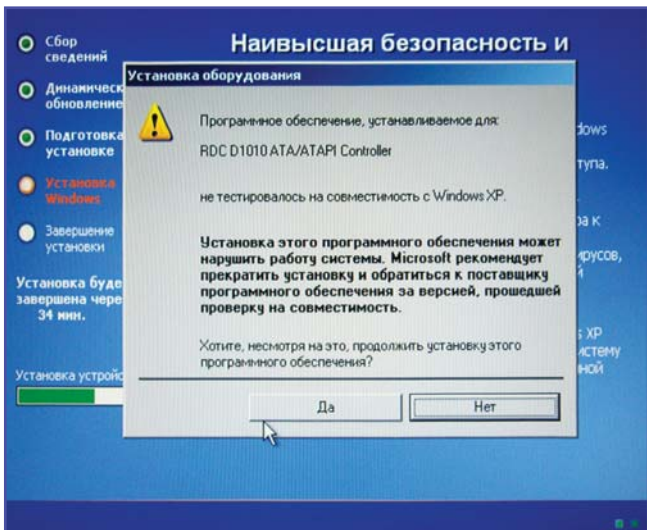 Наивысшая безопасность и
Сбор
сведений
Динамическ
обновление
Подготовка
установке
Установка
Windows
Завершение
установки
Установка буде
завершена чере
34 мин.
Установка устройс
Установка оборудования
Программное обеспечение, устанавливаемое для:
RDC D1010 ATA/ATAPI Controller
не тестировалось на совместимость с Windows XP.
Установка этого программного обеспечения может
нарушить работу системы. Microsoft рекомендует
прекратить установку и обратиться к поставщику
программного обеспечения за версией, прошедшей
проверку на совместимость.
Хотите, несмотря на это, продолжить установку этого
программного обеспечения?
Да
Нет
dows
тупа.
ра к
ирусов,
й
s XP
истему
ной